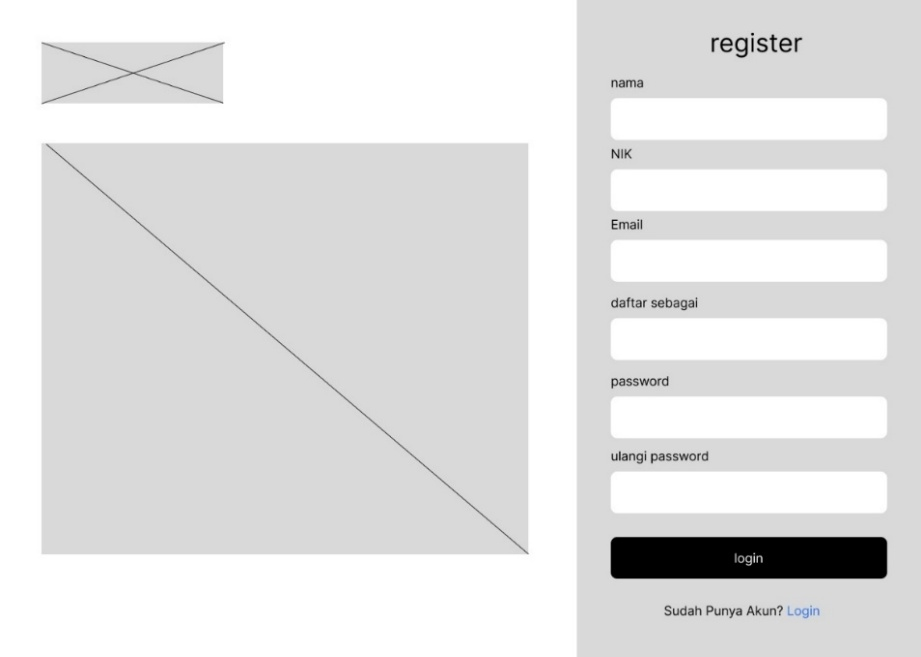 register
nama
NIK
Email
daftar sebagai
password
ulangi password
login
Sudah Punya Akun? Login